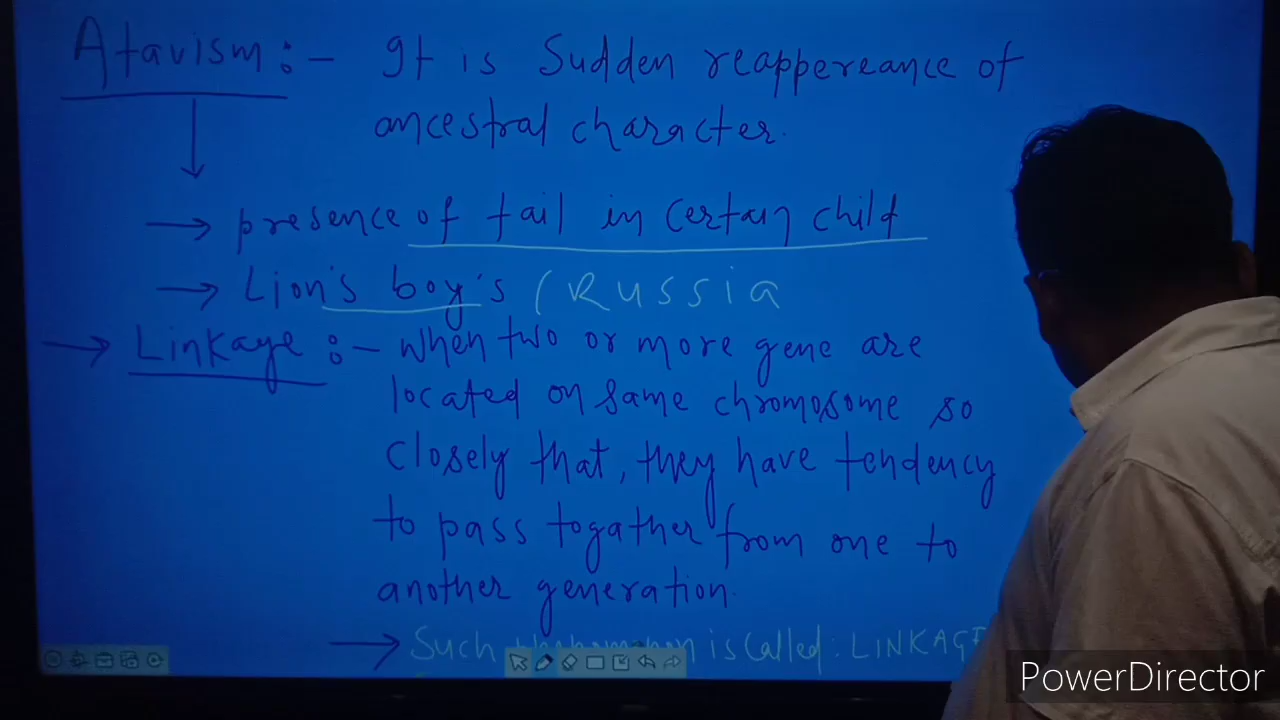 Atavism :- It is Sudden reappereance of
ancestral character.
→ presence of tail in certain child
→ Lion's boy's (RUSSIA
→ Linkage :- When two or more gene are
located on same chromosome so
closely that, they have tendency
to pass togather from one to
another generation.
→ Such is called : LINKAGE
PowerDirector